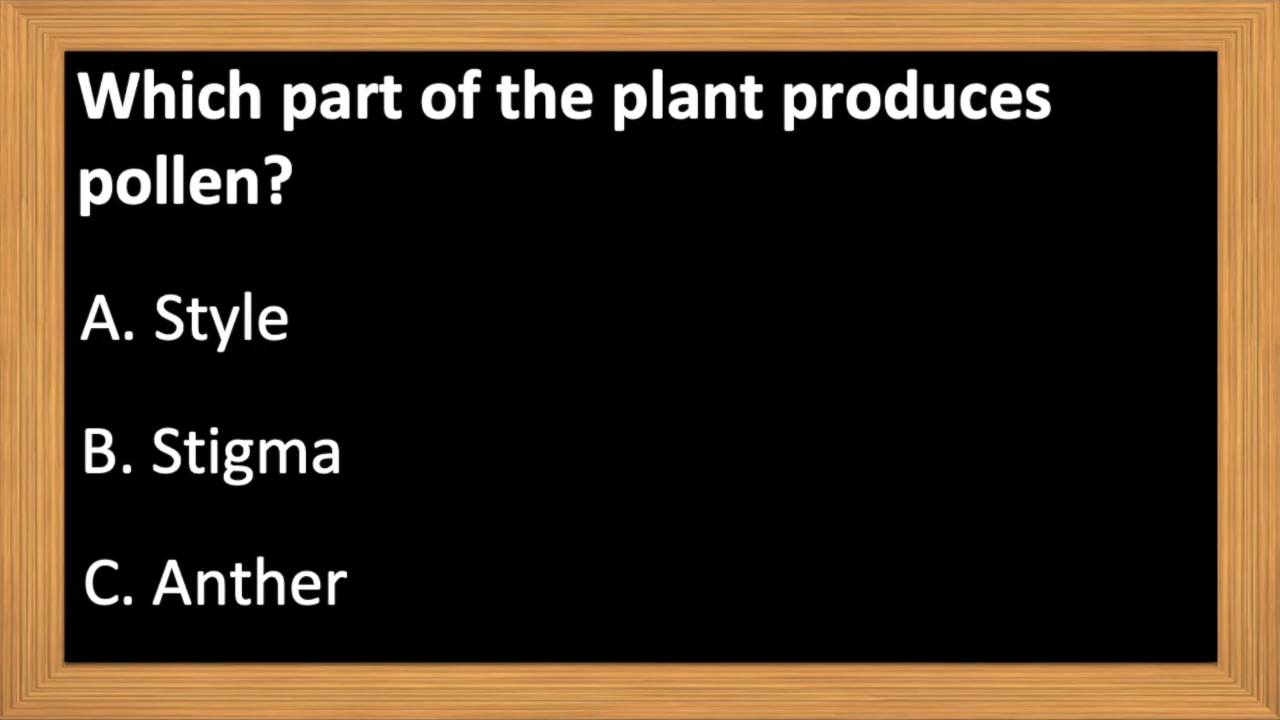 Which part of the plant produces
pollen?
A. Style
B. Stigma
C. Anther